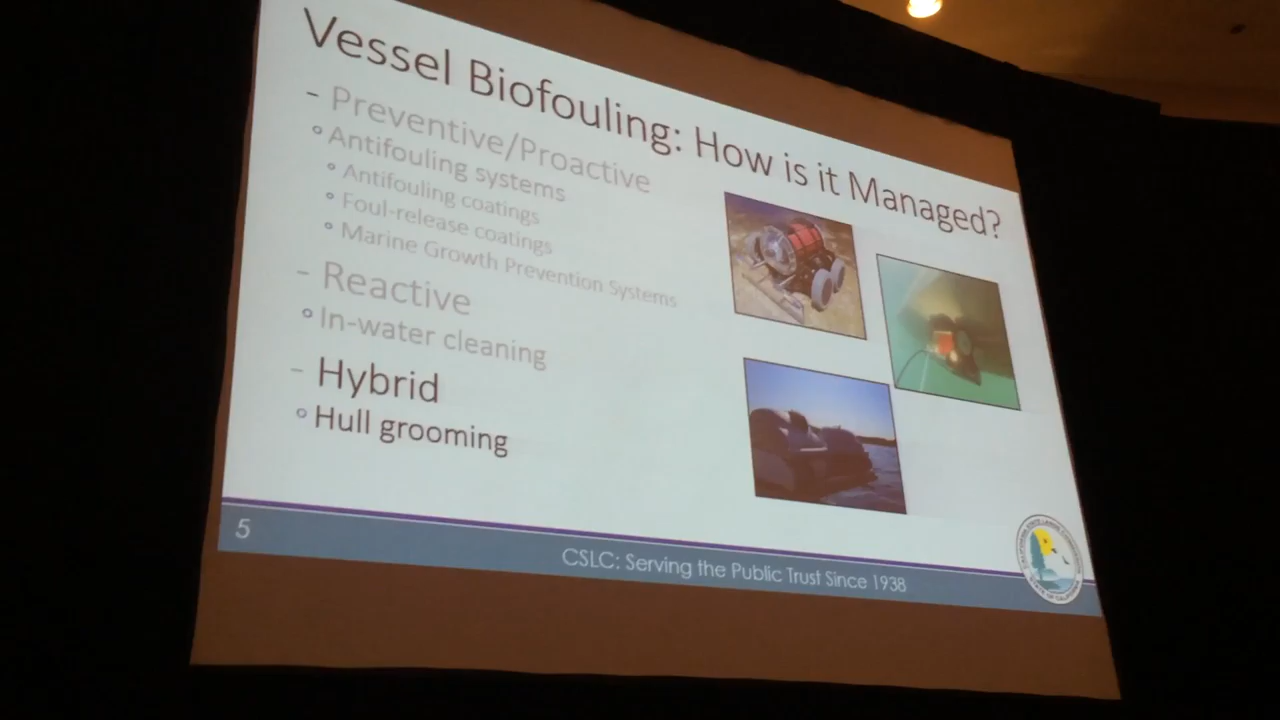 Vessel Biofouling: How is it Managed?
- Preventive/Proactive
° Antifouling systems
° Antifouling coatings
° Foul-release coatings
° Marine Growth Prevention Systems
- Reactive
° In-water cleaning
- Hybrid
° Hull grooming
5
CSLC: Serving the Public Trust Since 1938